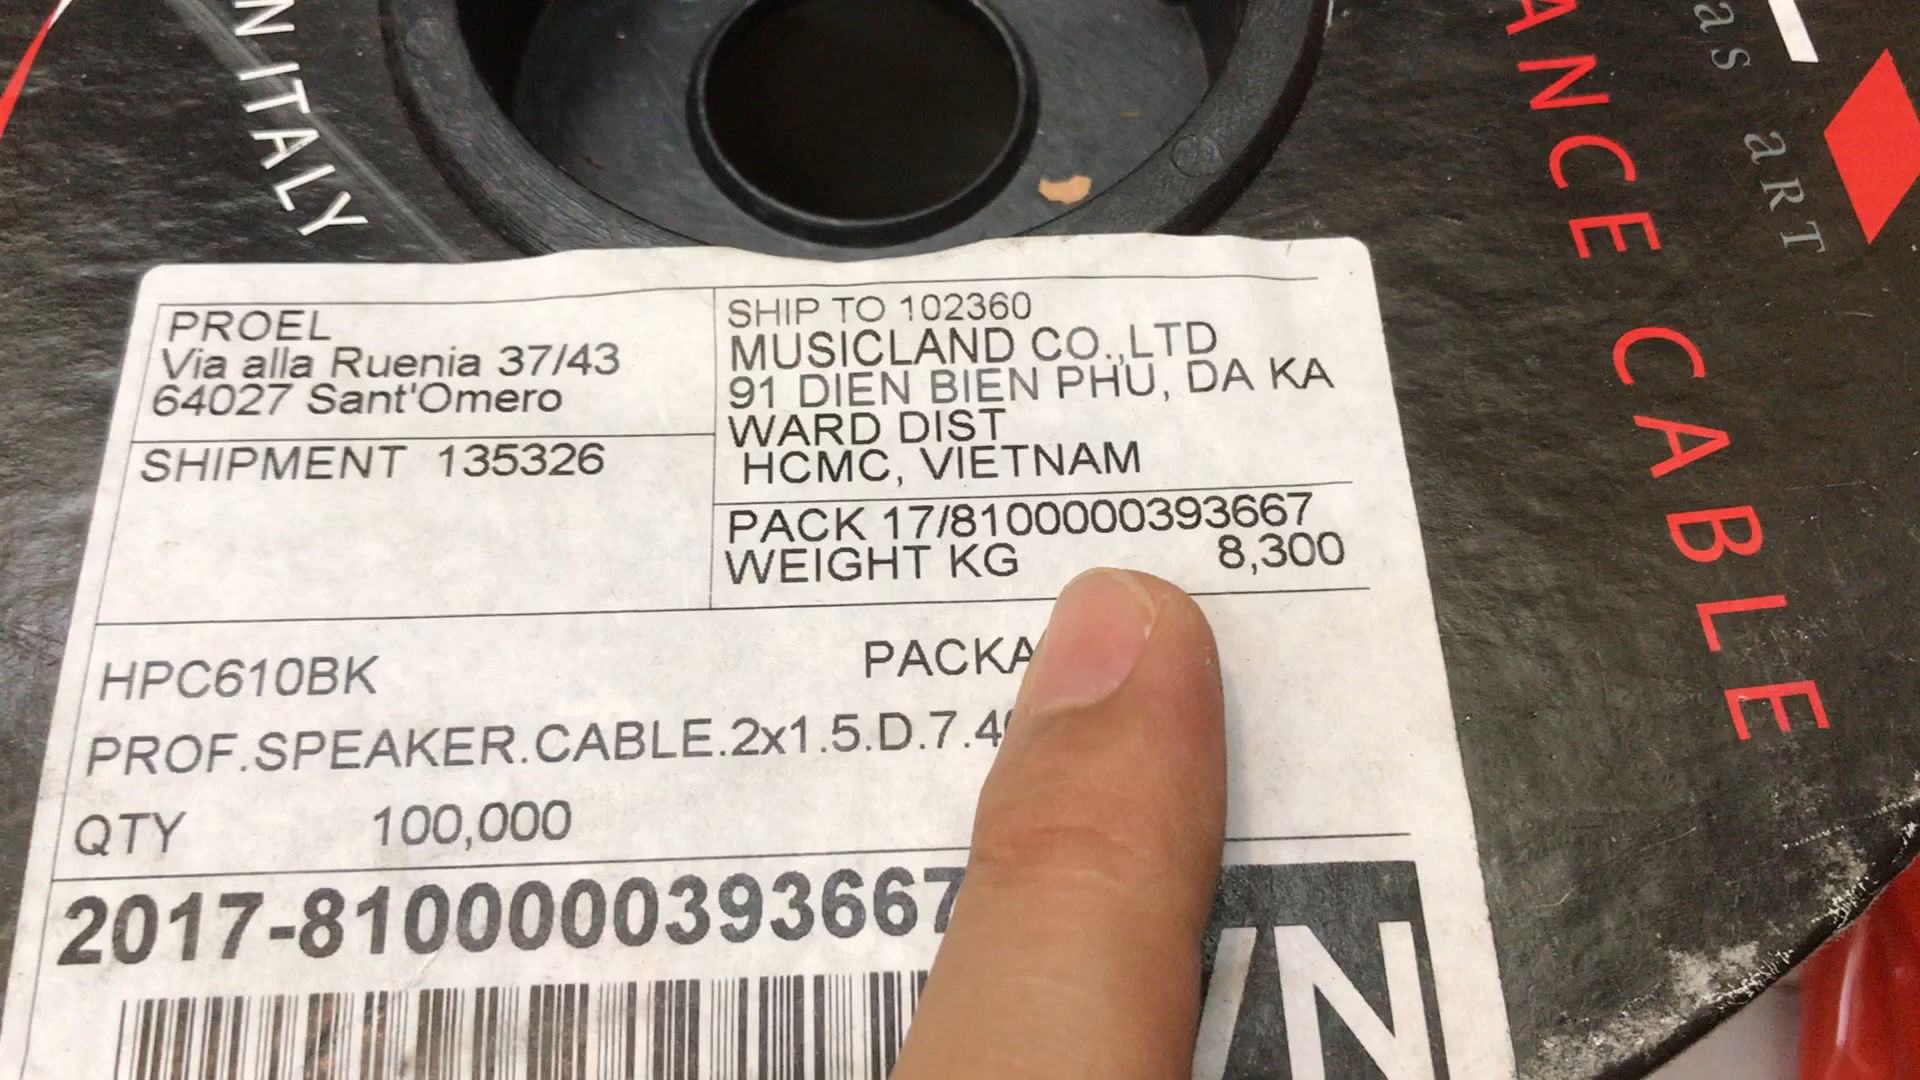 N ITALY
ANCE CABLE
as aRT
PROEL
Via alla Ruenia 37/43
64027 Sant'Omero
SHIPMENT 135326
SHIP TO 102360
MUSICLAND CO.,LTD
91 DIEN BIEN PHU, DA KA
WARD DIST
HCMC, VIETNAM
PACK 17/8100000393667
WEIGHT KG 8,300
HPC610BK PACKA
PROF.SPEAKER.CABLE.2x1.5.D.7.4
QTY 100,000
2017-8100000393667
VN